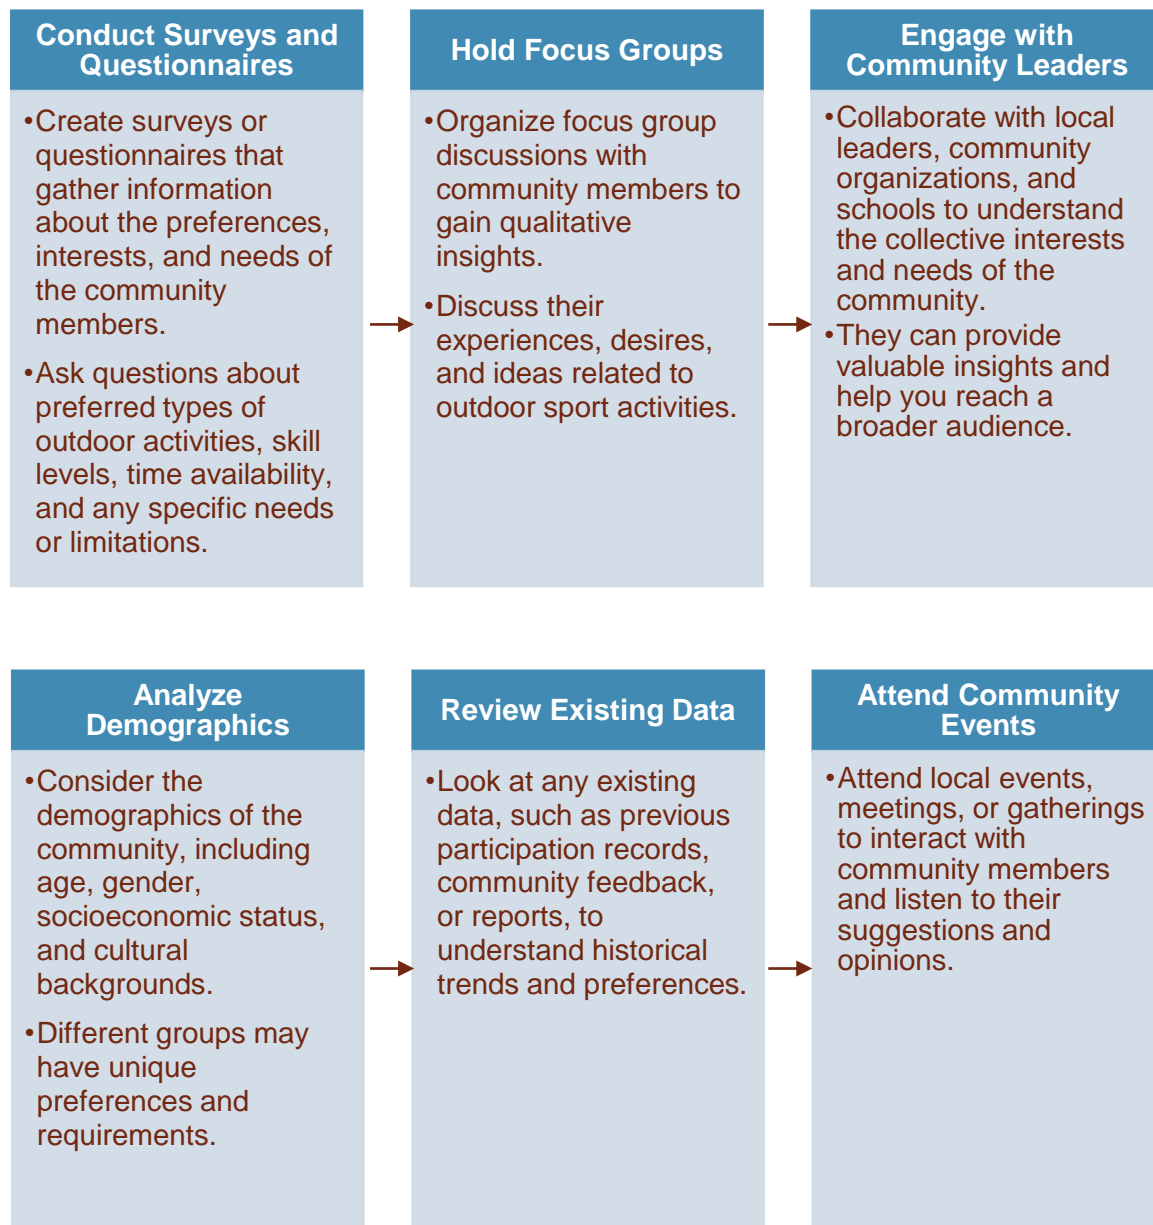 Conduct Surveys and
Questionnaires
•Create surveys or
questionnaires that
gather information
about the preferences,
interests, and needs of
the community
members.
•Ask questions about
preferred types of
outdoor activities, skill
levels, time availability,
and any specific needs
or limitations.
Hold Focus Groups
•Organize focus group
discussions with
community members to
gain qualitative
insights.
•Discuss their
experiences, desires,
and ideas related to
outdoor sport activities.
Engage with
Community Leaders
•Collaborate with local
leaders, community
organizations, and
schools to understand
the collective interests
and needs of the
community.
•They can provide
valuable insights and
help you reach a
broader audience.
Analyze
Demographics
•Consider the
demographics of the
community, including
age, gender,
socioeconomic status,
and cultural
backgrounds.
•Different groups may
have unique
preferences and
requirements.
Review Existing Data
•Look at any existing
data, such as previous
participation records,
community feedback,
or reports, to
understand historical
trends and preferences.
Attend Community
Events
•Attend local events,
meetings, or gatherings
to interact with
community members
and listen to their
suggestions and
opinions.